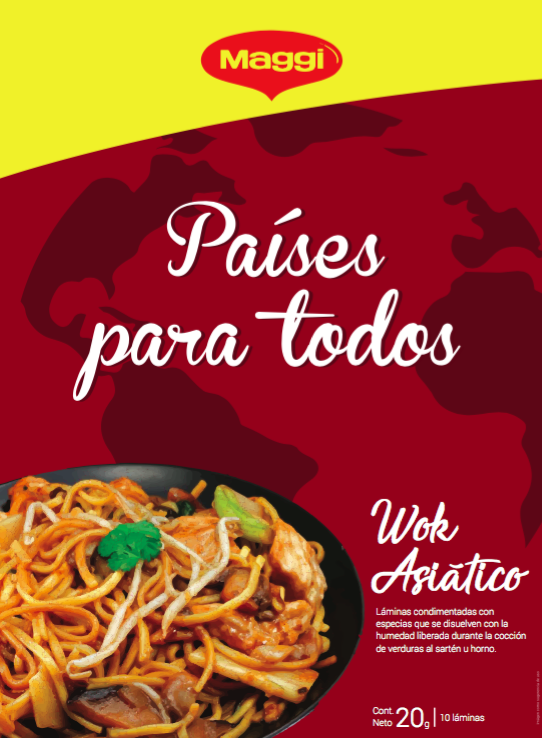 Maggi
Países
para todos
Wok
Asiático
Láminas condimentadas con
especias que se disuelven con la
humedad liberada durante la cocción
de verduras al sartén u horno.
Cont.
Neto 20g | 10 láminas